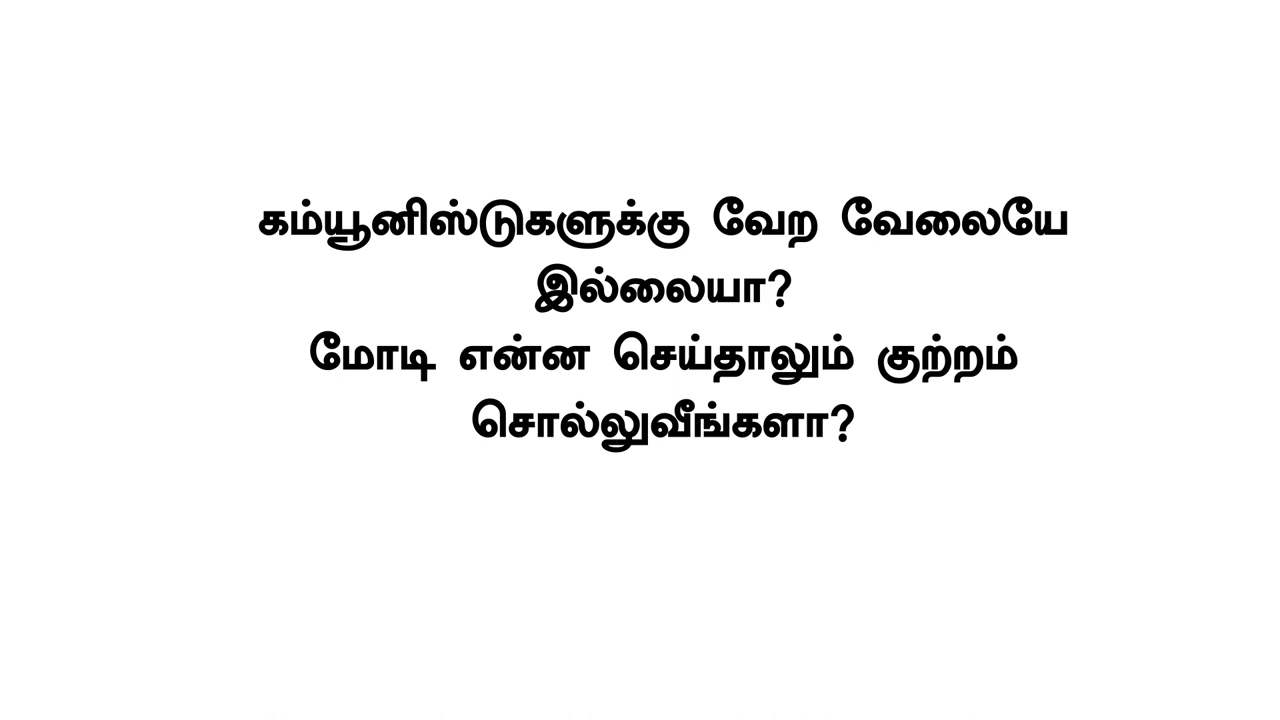 கம்யூனிஸ்டுகளுக்கு வேற வேலையே
இல்லையா?
மோடி என்ன செய்தாலும் குற்றம்
சொல்லுவீங்களா?